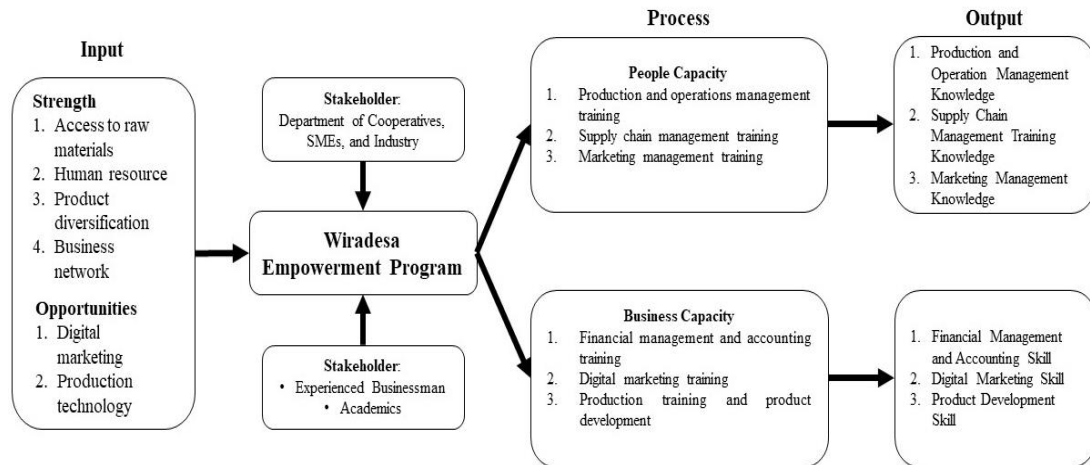 Input
Strength
1. Access to raw
materials
2. Human resource
3. Product
diversification
4. Business
network
Opportunities
1. Digital
marketing
2. Production
technology
Stakeholder:
Department of Cooperatives,
SMEs, and Industry
Wiradesa
Empowerment Program
Stakeholder:
• Experienced Businessman
• Academics
Process
People Capacity
1. Production and operations management
training
2. Supply chain management training
3. Marketing management training
Business Capacity
1. Financial management and accounting
training
2. Digital marketing training
3. Production training and product
development
Output
1. Production and
Operation Management
Knowledge
2. Supply Chain
Management Training
Knowledge
3. Marketing Management
Knowledge
1. Financial Management
and Accounting Skill
2. Digital Marketing Skill
3. Product Development
Skill